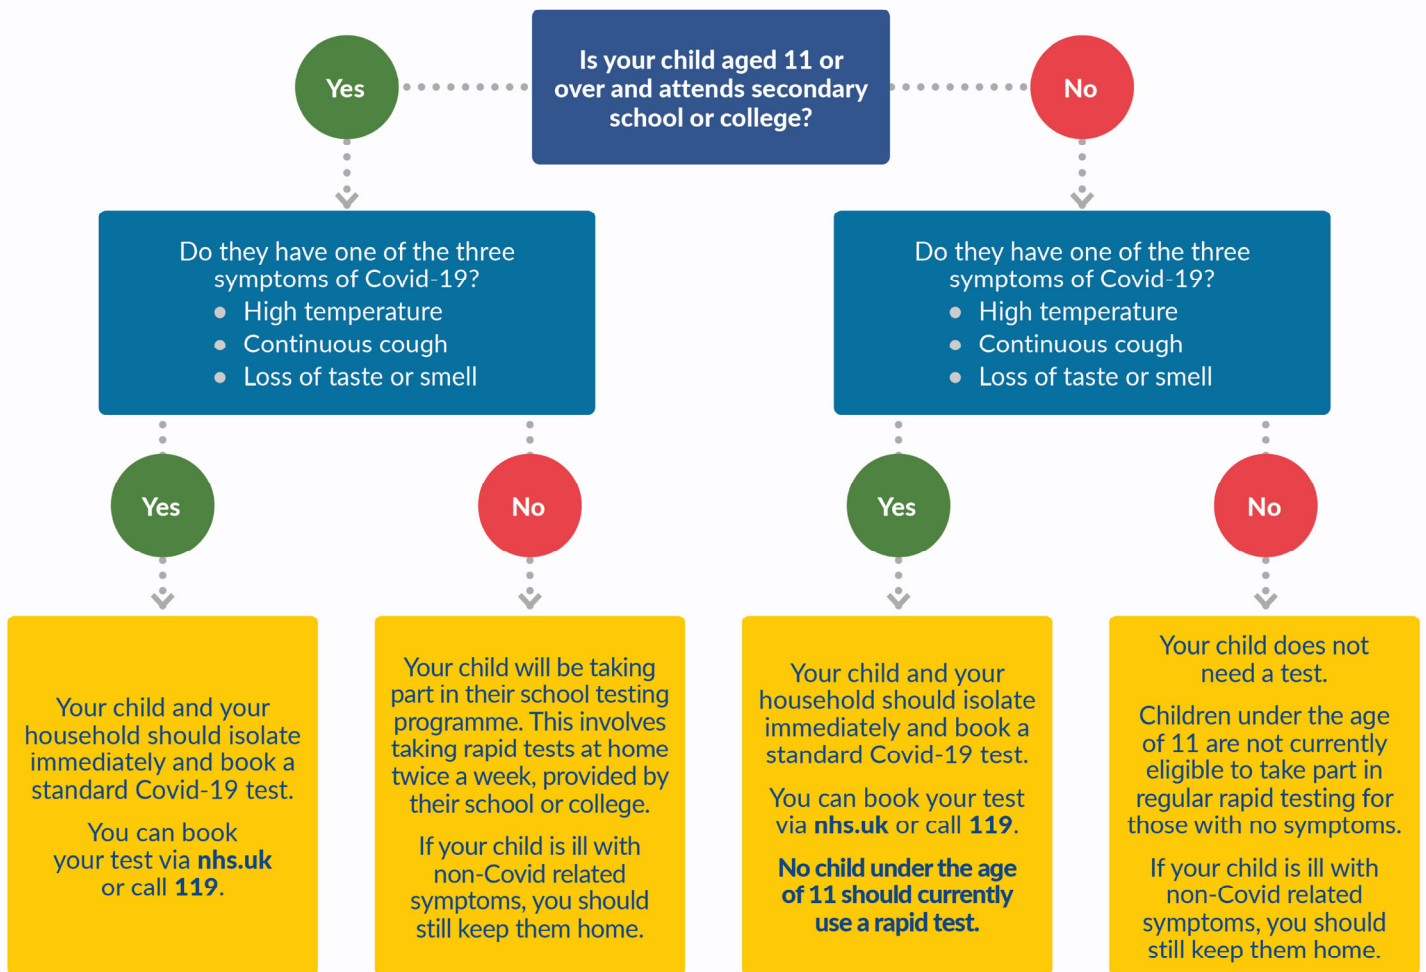 Is your child aged 11 or
over and attends secondary
school or college?
Yes
No
Do they have one of the three
symptoms of Covid-19?
• High temperature
• Continuous cough
• Loss of taste or smell
Do they have one of the three
symptoms of Covid-19?
• High temperature
• Continuous cough
• Loss of taste or smell
Yes
No
Yes
No
Your child and your
household should isolate
immediately and book a
standard Covid-19 test.
You can book
your test via nhs.uk
or call 119.
Your child will be taking
part in their school testing
programme. This involves
taking rapid tests at home
twice a week, provided by
their school or college.
If your child is ill with
non-Covid related
symptoms, you should
still keep them home.
Your child and your
household should isolate
immediately and book a
standard Covid-19 test.
You can book your test
via nhs.uk or call 119.
No child under the age
of 11 should currently
use a rapid test.
Your child does not
need a test.
Children under the age
of 11 are not currently
eligible to take part in
regular rapid testing for
those with no symptoms.
If your child is ill with
non-Covid related
symptoms, you should
still keep them home.